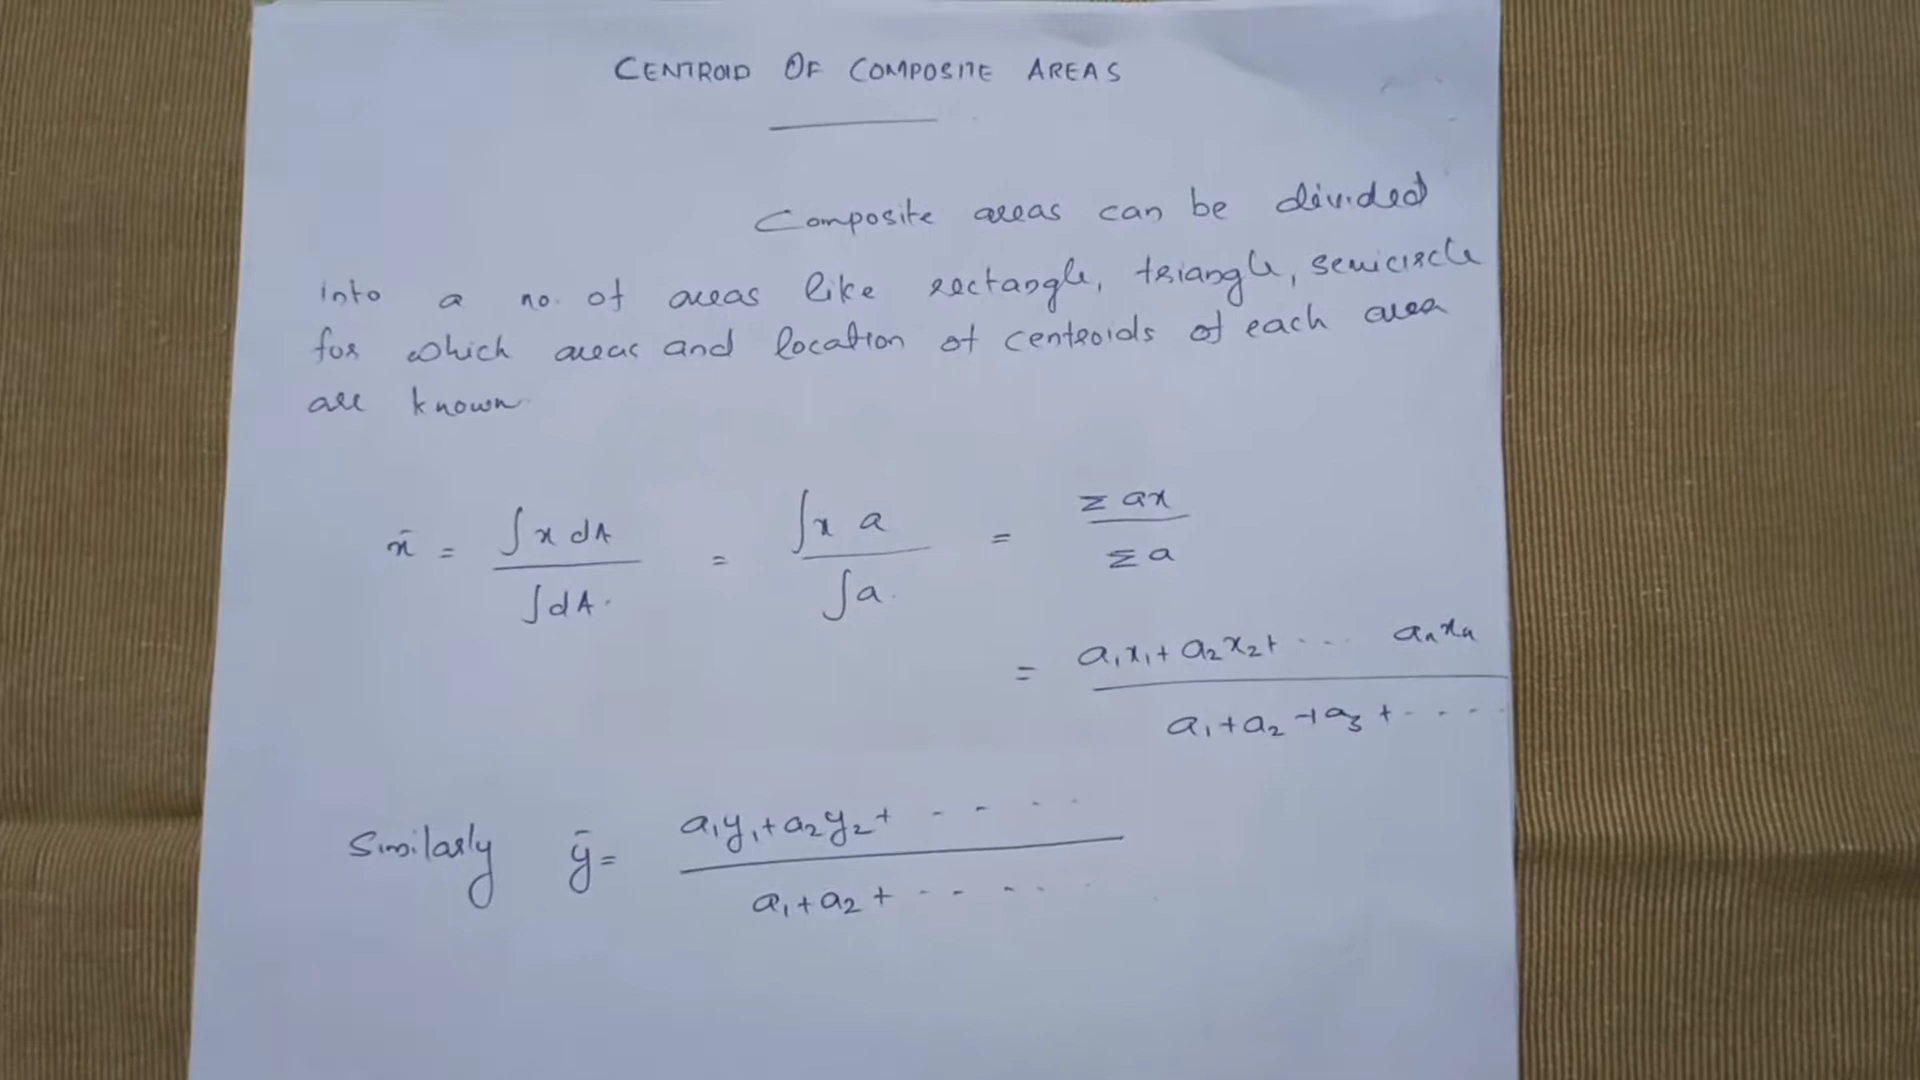 CENTROID OF COMPOSITE AREAS
Composite areas can be divided
into a no. of areas like rectangle, triangle, semicircle
for which areas and location of centroids of each area
are known
x̄ = ∫x dA / ∫dA. = ∫x a / ∫a. = Σ ax / Σ a
= a₁x₁ + a₂x₂ + ... aₙxₙ / a₁ + a₂ + a₃ + ....
Similarly ȳ = a₁y₁ + a₂y₂ + .... / a₁ + a₂ + ....